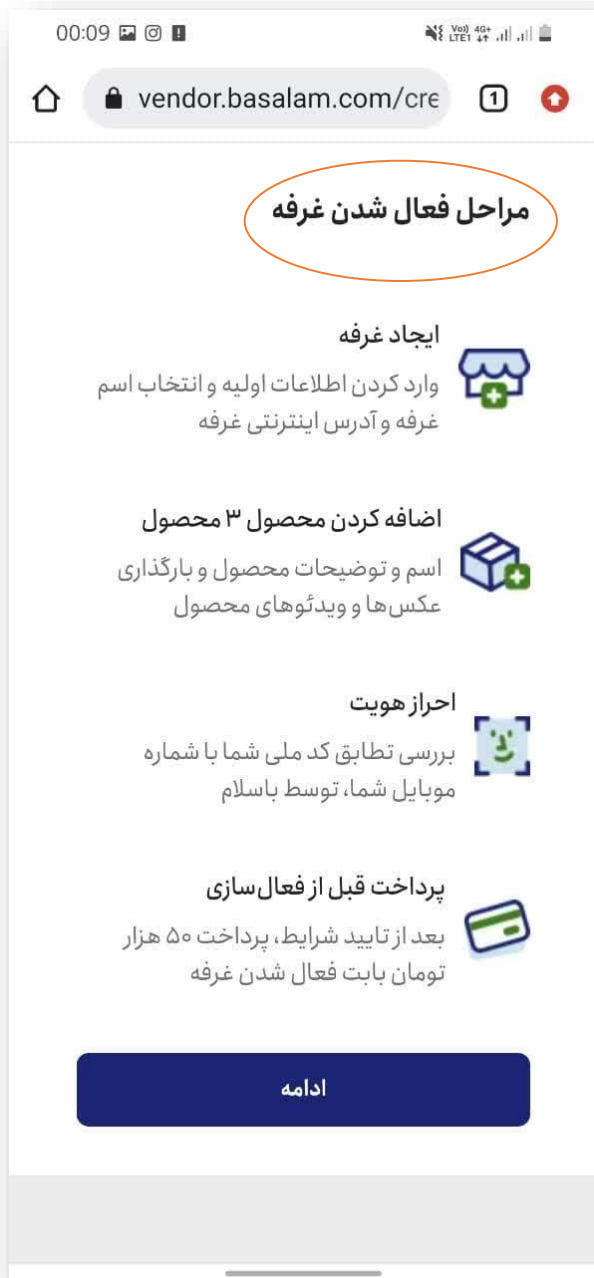 00:09
Vo)) 4G+
LTE1
vendor.basalam.com/cre
1
مراحل فعال شدن غرفه
ایجاد غرفه
وارد کردن اطلاعات اولیه و انتخاب اسم
غرفه و آدرس اینترنتی غرفه
اضافه کردن محصول ۳ محصول
اسم و توضیحات محصول و بارگذاری
عکس‌ها و ویدئوهای محصول
احراز هویت
بررسی تطابق کد ملی شما با شماره
موبایل شما، توسط باسلام
پرداخت قبل از فعال‌سازی
بعد از تایید شرایط، پرداخت ۵۰ هزار
تومان بابت فعال شدن غرفه
ادامه